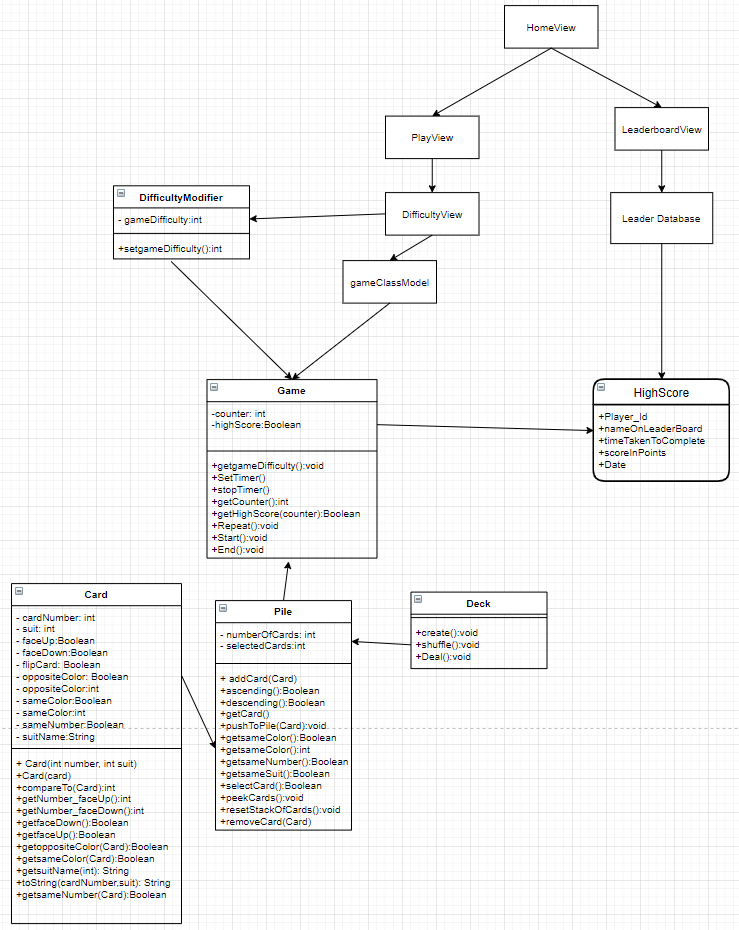 HomeView
PlayView
LeaderboardView
DifficultyModifier
- gameDifficulty:int
+setgameDifficulty():int
DifficultyView
Leader Database
gameClassModel
Game
-counter: int
-highScore:Boolean
+getgameDifficulty():void
+SetTimer()
+stopTimer()
+getCounter():int
+getHighScore(counter):Boolean
+Repeat():void
+Start():void
+End():void
HighScore
+Player_Id
+nameOnLeaderBoard
+timeTakenToComplete
+scoreInPoints
+Date
Card
- cardNumber: int
- suit: int
- faceUp:Boolean
- faceDown:Boolean
- flipCard: Boolean
- oppositeColor: Boolean
- oppositeColor:int
- sameColor:Boolean
- sameColor:int
- sameNumber:Boolean
- suitName:String
+ Card(int number, int suit)
+Card(card)
+compareTo(Card):int
+getNumber_faceUp():int
+getNumber_faceDown():int
+getfaceDown():Boolean
+getfaceUp():Boolean
+getoppositeColor(Card):Boolean
+getsameColor(Card):Boolean
+getsuitName(int): String
+toString(cardNumber,suit): String
+getsameNumber(Card):Boolean
Pile
- numberOfCards: int
- selectedCards:int
+ addCard(Card)
+ascending():Boolean
+descending():Boolean
+getCard()
+pushToPile(Card):void
+getsameColor():Boolean
+getsameColor():int
+getsameNumber():Boolean
+getsameSuit():Boolean
+selectCard():Boolean
+peekCards():void
+resetStackOfCards():void
+removeCard(Card)
Deck
+create():void
+shuffle():void
+Deal():void